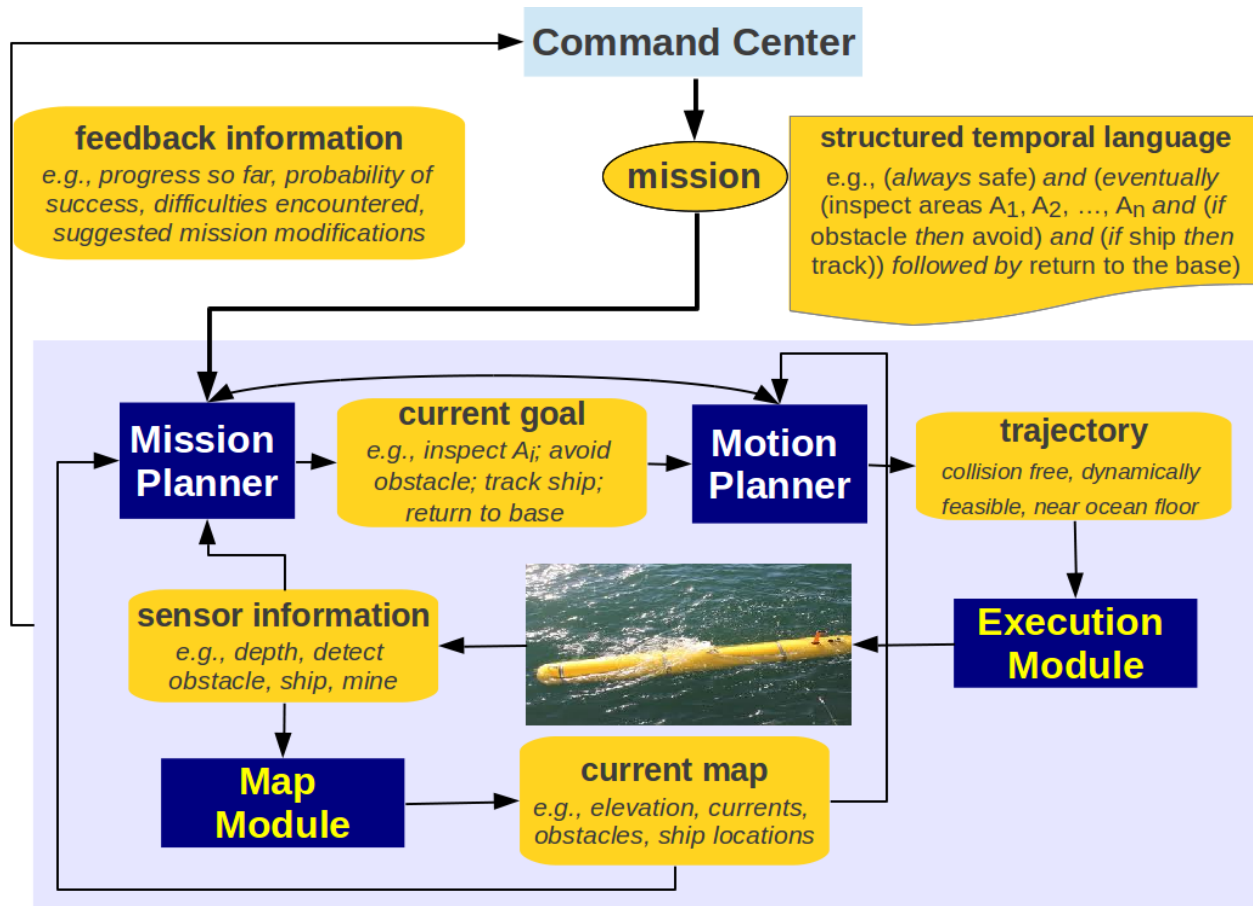 Command Center
feedback information
e.g., progress so far, probability of
success, difficulties encountered,
suggested mission modifications
mission
structured temporal language
e.g., (always safe) and (eventually
(inspect areas A1, A2, ..., An and (if
obstacle then avoid) and (if ship then
track)) followed by return to the base)
Mission
Planner
current goal
e.g., inspect Ai; avoid
obstacle; track ship;
return to base
Motion
Planner
trajectory
collision free, dynamically
feasible, near ocean floor
sensor information
e.g., depth, detect
obstacle, ship, mine
Execution
Module
Map
Module
current map
e.g., elevation, currents,
obstacles, ship locations